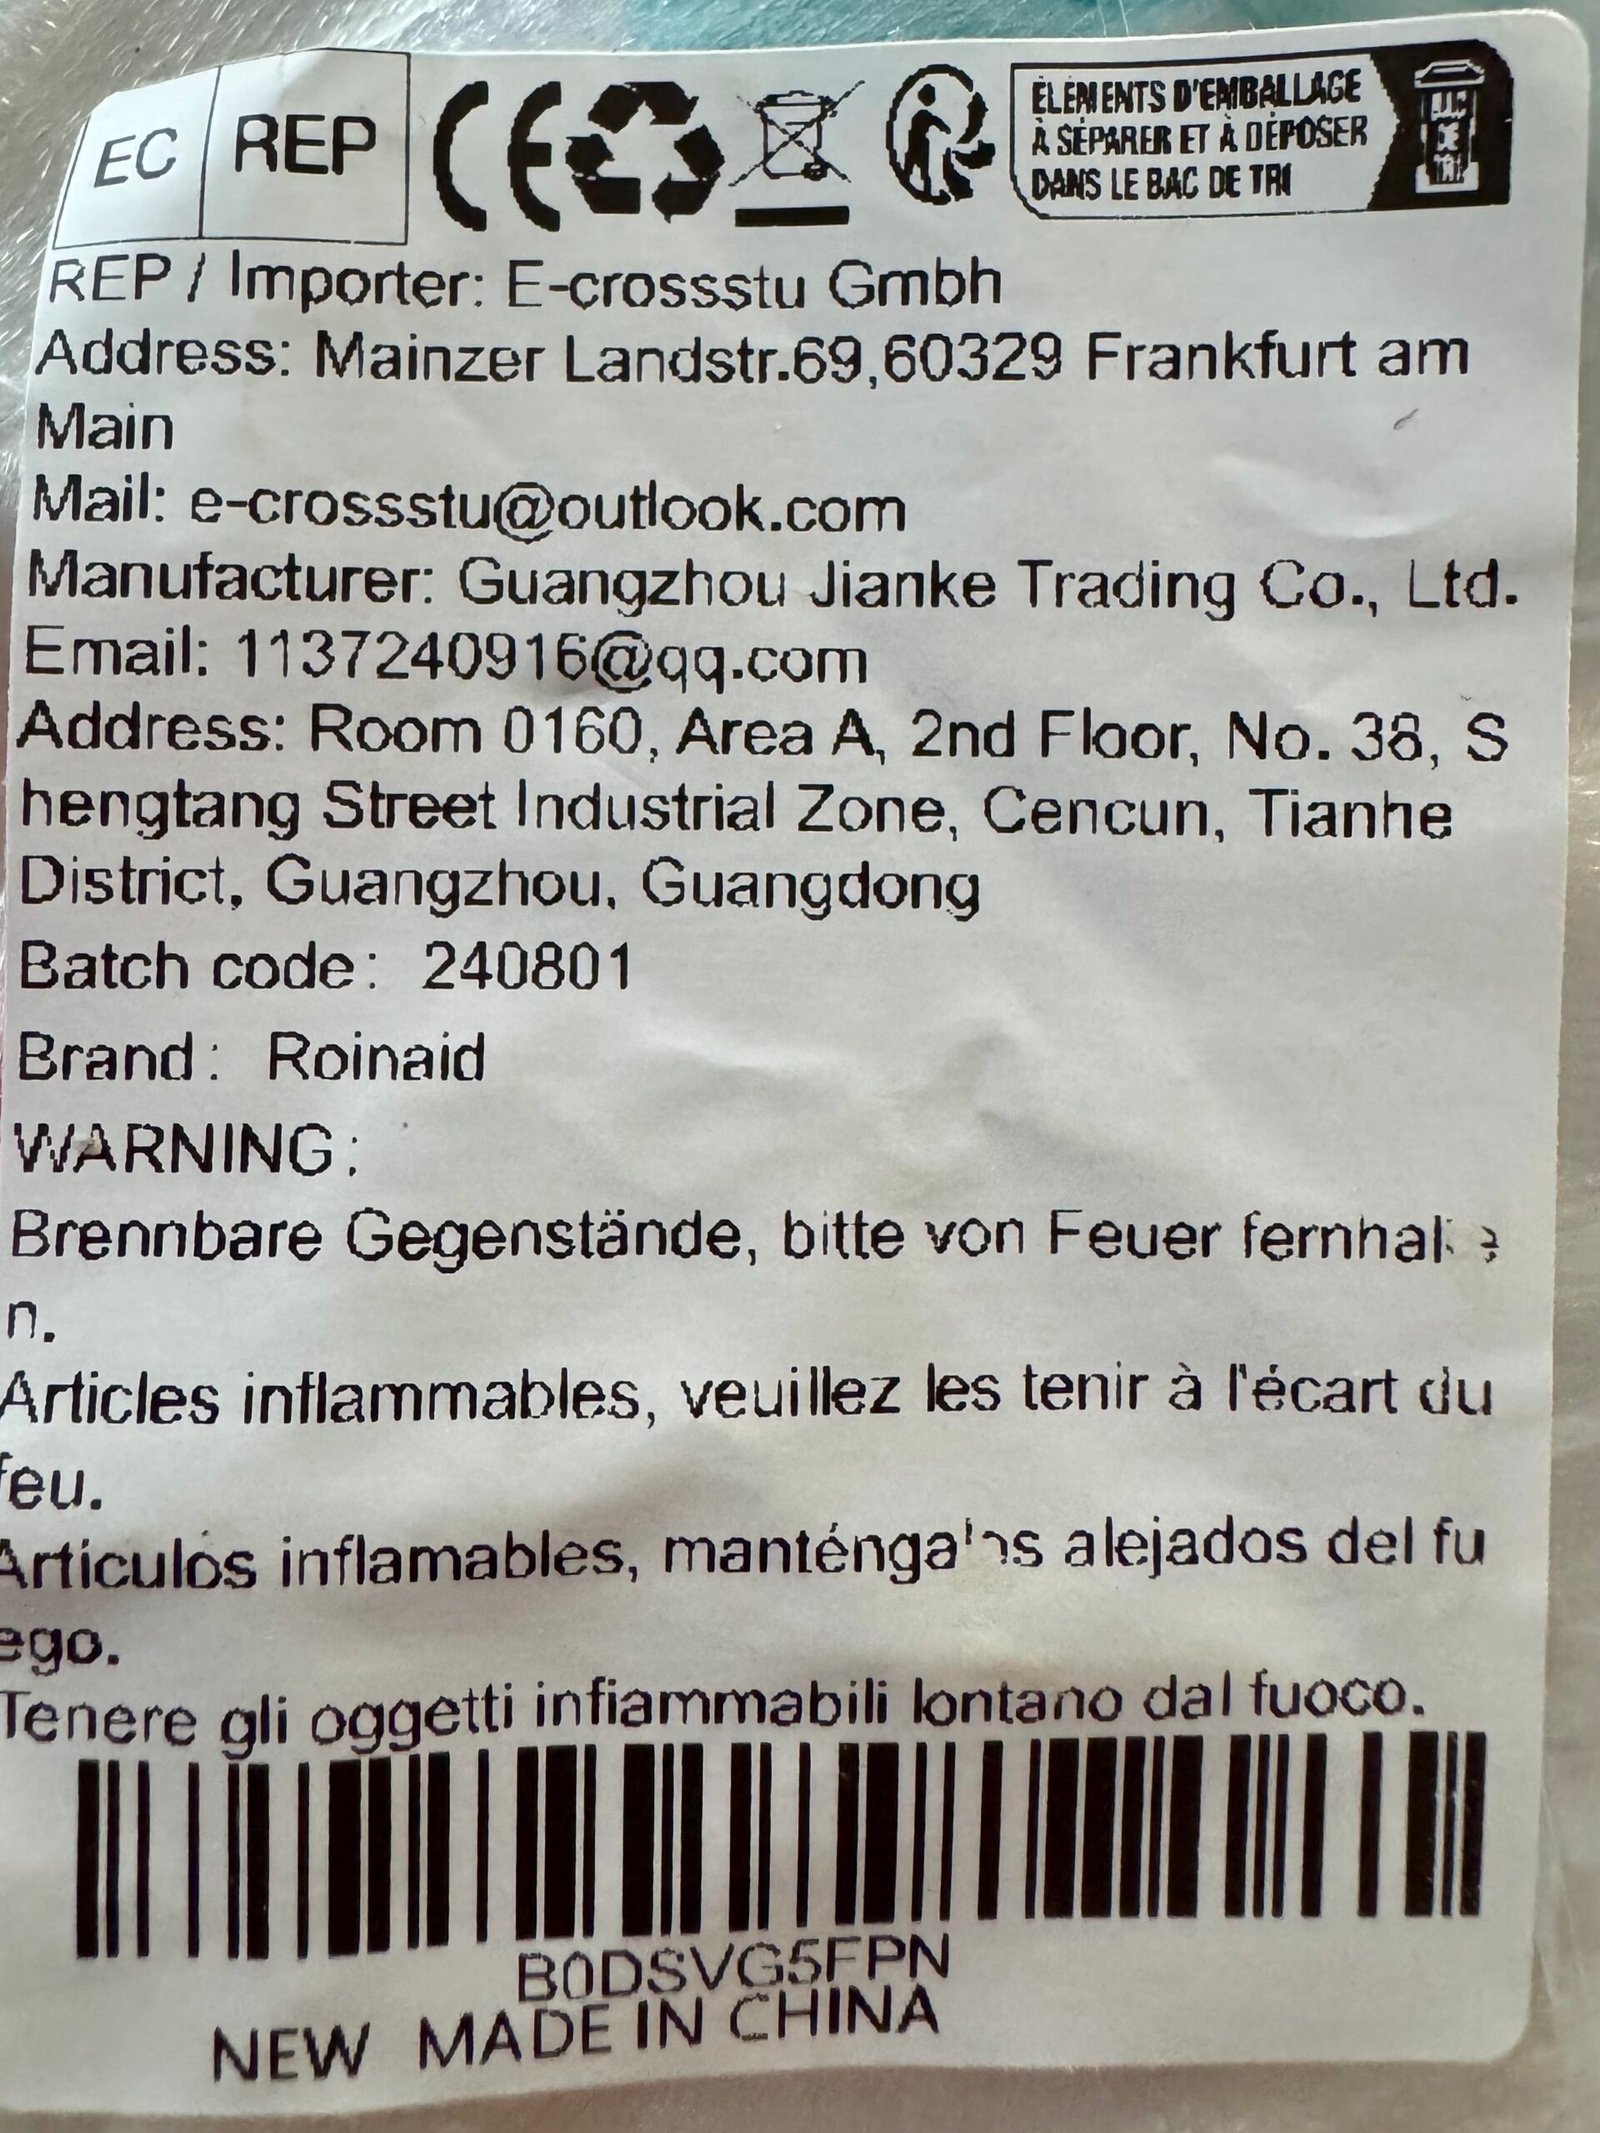 EC REP CE ÉLÉMENTS D'EMBALLAGE
À SÉPARER ET À DÉPOSER
DANS LE BAC DE TRI
REP / Importer: E-crossstu Gmbh
Address: Mainzer Landstr.69,60329 Frankfurt am
Main
Mail: e-crossstu@outlook.com
Manufacturer: Guangzhou Jianke Trading Co., Ltd.
Email: 1137240916@qq.com
Address: Room 0160, Area A, 2nd Floor, No. 38, S
hengtang Street Industrial Zone, Cencun, Tianhe
District, Guangzhou, Guangdong
Batch code: 240801
Brand: Roinaid
WARNING:
Brennbare Gegenstände, bitte von Feuer fernhalte
n.
Articles inflammables, veuillez les tenir à l'écart du
feu.
Artículos inflamables, manténgalos alejados del fu
ego.
Tenere gli oggetti infiammabili lontano dal fuoco.
B0DSVG5FPN
NEW MADE IN CHINA